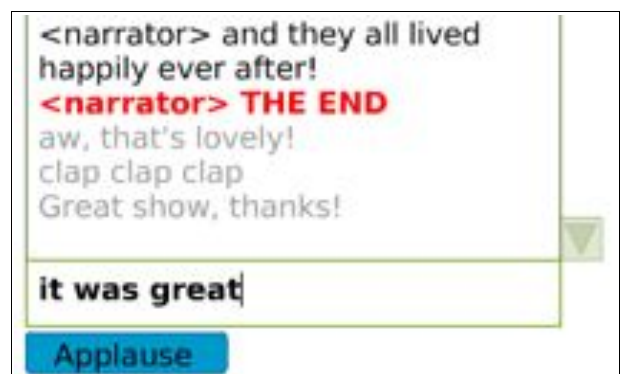 <narrator> and they all lived
happily ever after!
<narrator> THE END
aw, that's lovely!
clap clap clap
Great show, thanks!
it was great
Applause